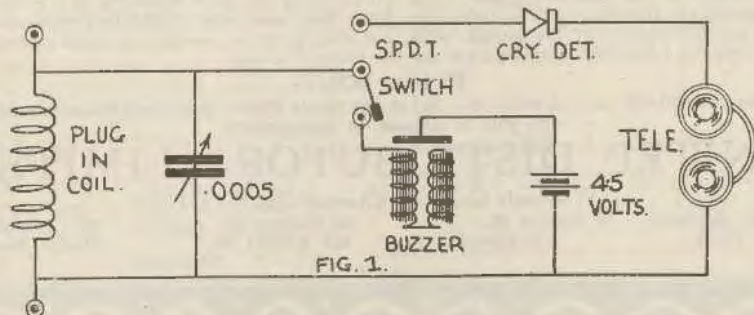 S.P.D.T.
SWITCH
CRY. DET.
PLUG
IN
COIL.
.0005
TELE.
4.5
VOLTS.
BUZZER
FIG. 1.